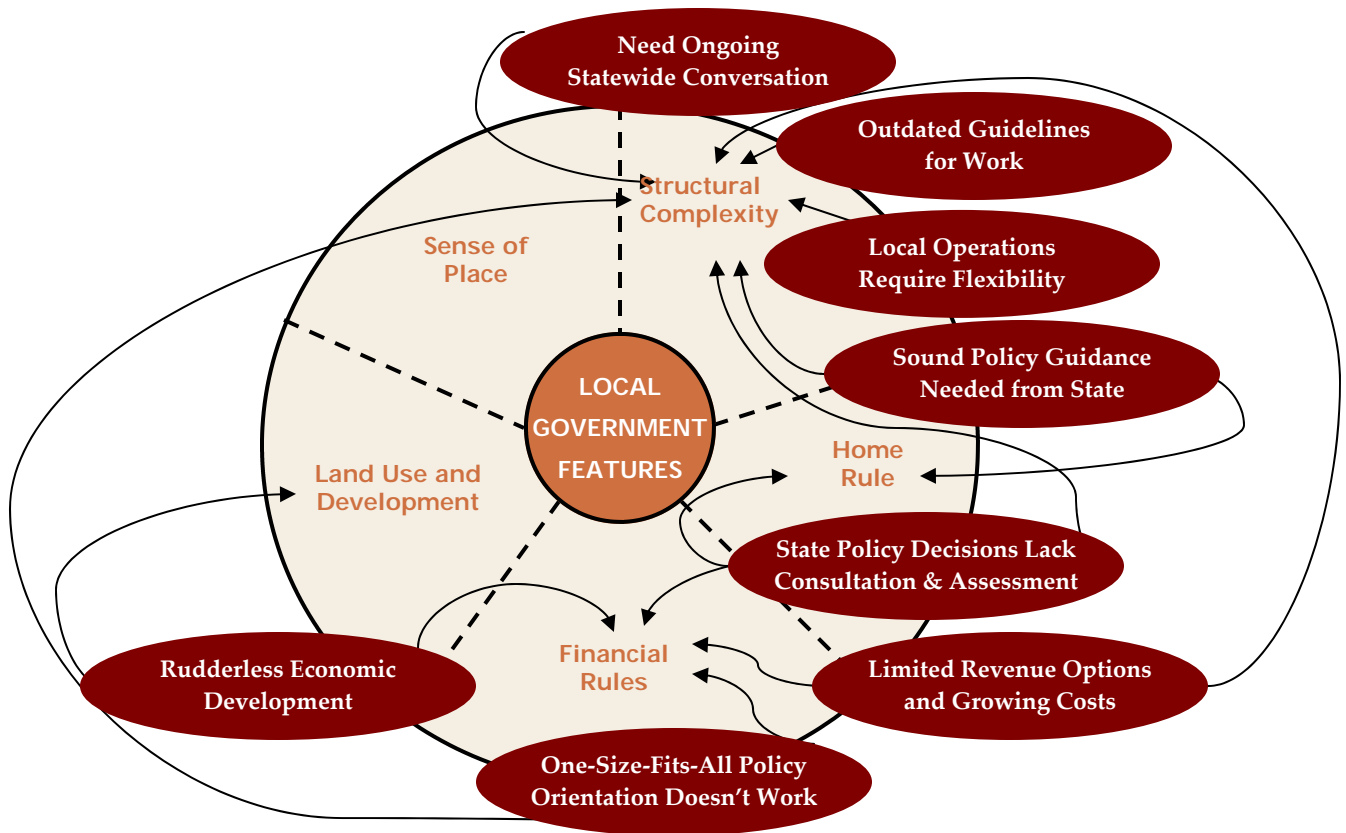 Need Ongoing
Statewide Conversation
Outdated Guidelines
for Work
Structural
Complexity
Sense of
Place
Local Operations
Require Flexibility
Sound Policy Guidance
Needed from State
LOCAL
GOVERNMENT
FEATURES
Home
Rule
Land Use and
Development
State Policy Decisions Lack
Consultation & Assessment
Financial
Rules
Rudderless Economic
Development
Limited Revenue Options
and Growing Costs
One-Size-Fits-All Policy
Orientation Doesn’t Work